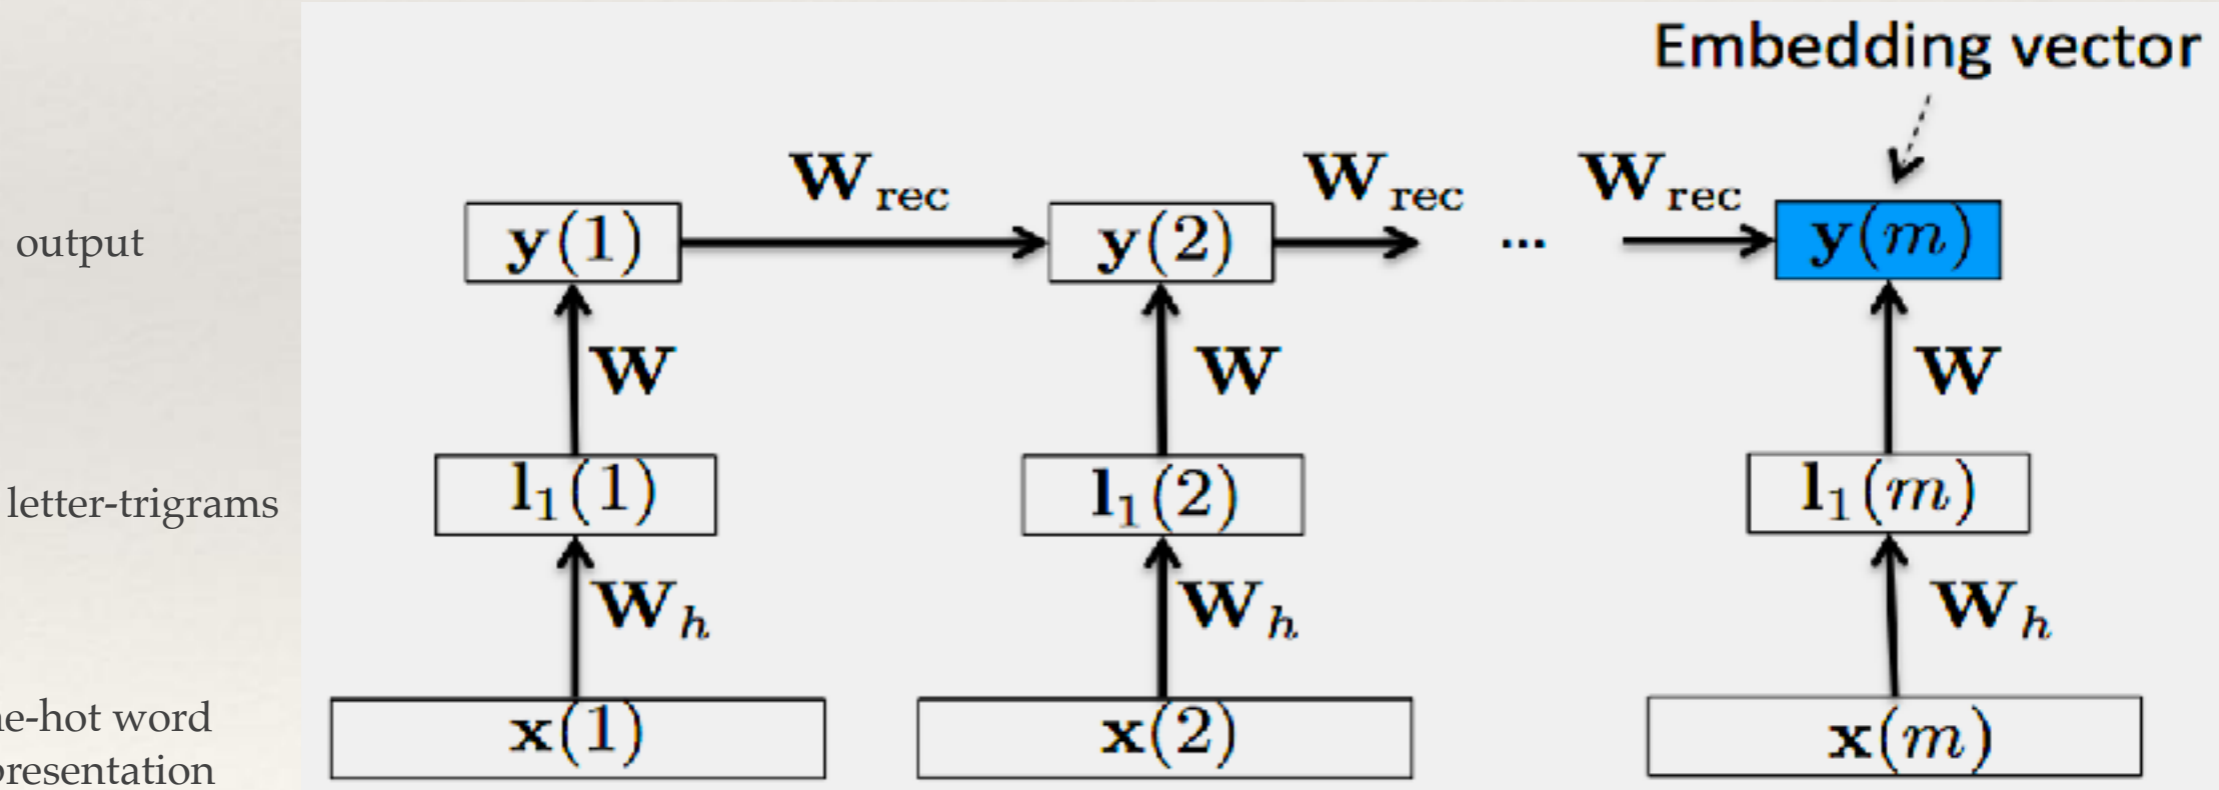 Embedding vector
W_rec W_rec W_rec
output y(1) y(2) ... y(m)
W W W
letter-trigrams l_1(1) l_1(2) l_1(m)
W_h W_h W_h
word
x(1) x(2) x(m)